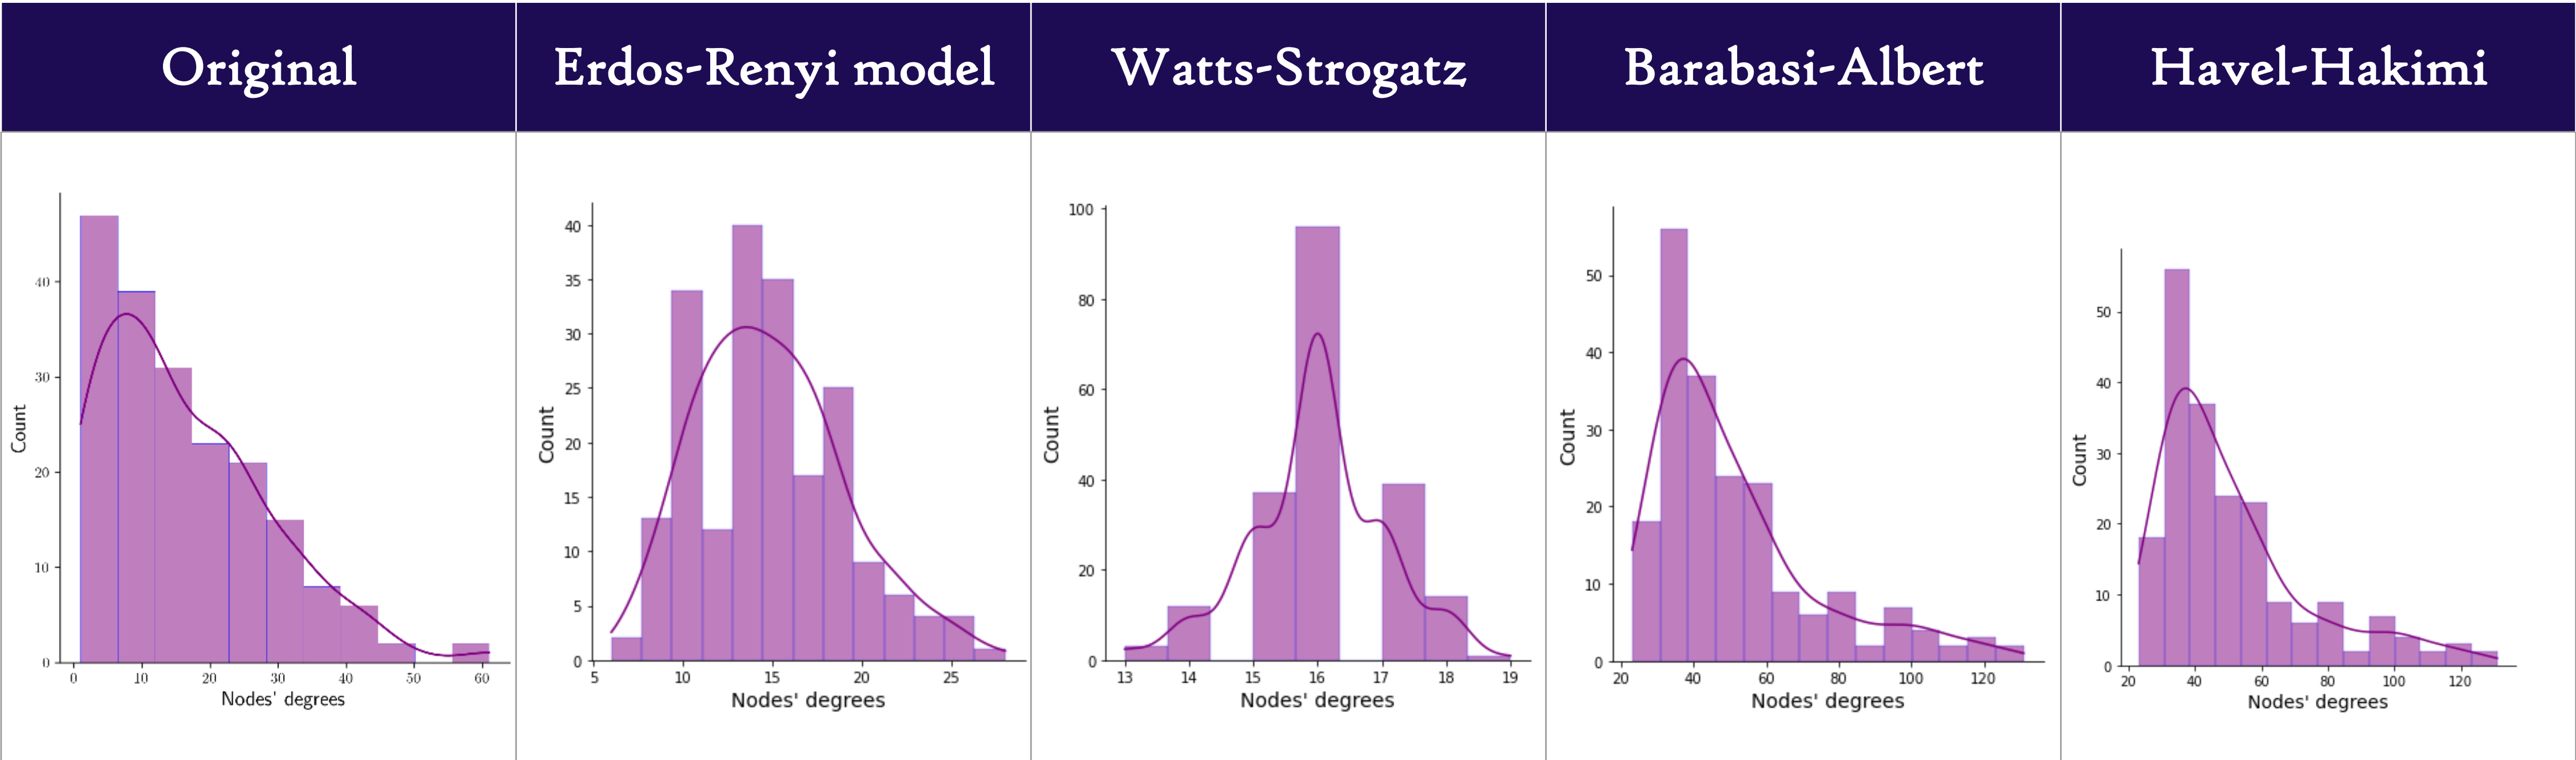 Original
Erdos-Renyi model
Watts-Strogatz
Barabasi-Albert
Havel-Hakimi
Count
40
30
20
10
0
0 10 20 30 40 50 60
Nodes' degrees
Count
40
35
30
25
20
15
10
5
0
5 10 15 20 25
Nodes' degrees
Count
100
80
60
40
20
0
13 14 15 16 17 18 19
Nodes' degrees
Count
50
40
30
20
10
0
20 40 60 80 100 120
Nodes' degrees
Count
50
40
30
20
10
0
20 40 60 80 100 120
Nodes' degrees